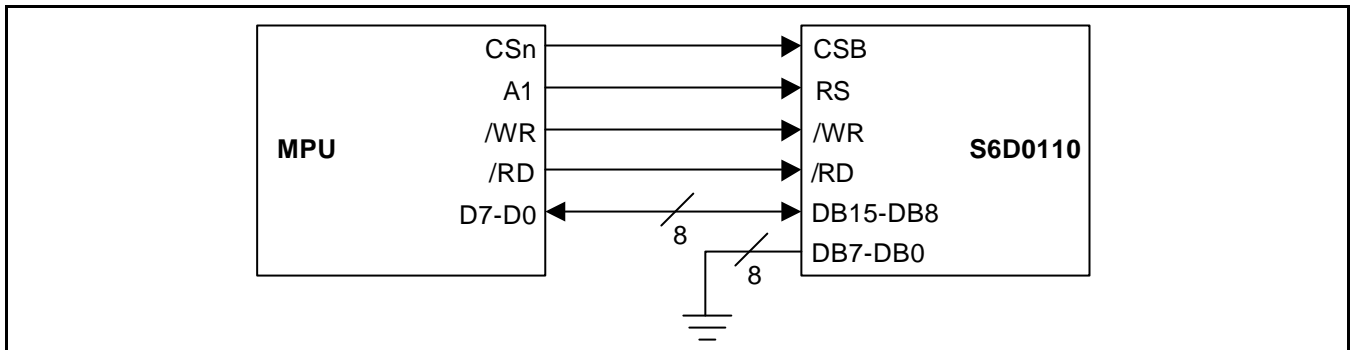 CSn CSB
A1 RS
/WR /WR
MPU S6D0110
/RD /RD
D7-D0 DB15-DB8
8
DB7-DB0
8